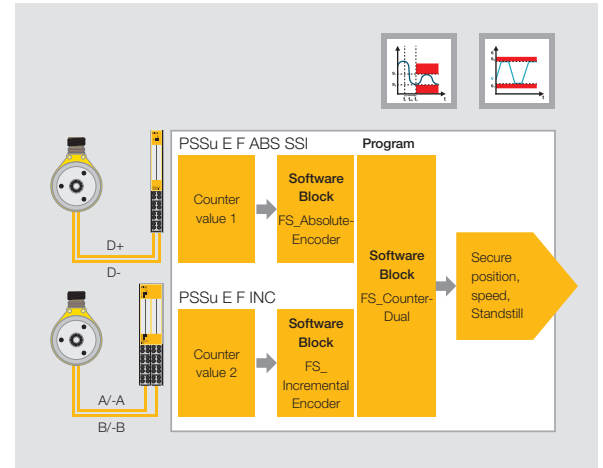 PSSu E F ABS SSI
Program
D+
D-
Counter
value 1
Software
Block
FS_Absolute-
Encoder
Software
Block
FS_Counter-
Dual
Secure
position,
speed,
Standstill
PSSu E F INC
Counter
value 2
Software
Block
FS_
Incremental
Encoder
A/-A
B/-B